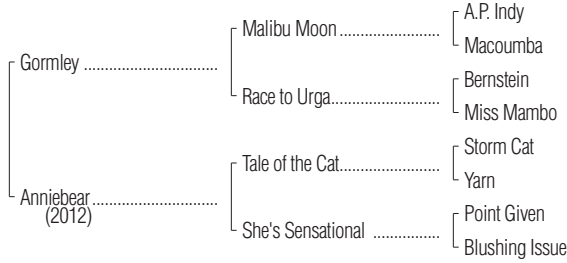 A.P. Indy
Malibu Moon ........................
Macoumba
Gormley ................................
Bernstein
Race to Urga..........................
Miss Mambo
Storm Cat
Tale of the Cat........................
Yarn
Anniebear..............................
(2012)
Point Given
She's Sensational ................
Blushing Issue